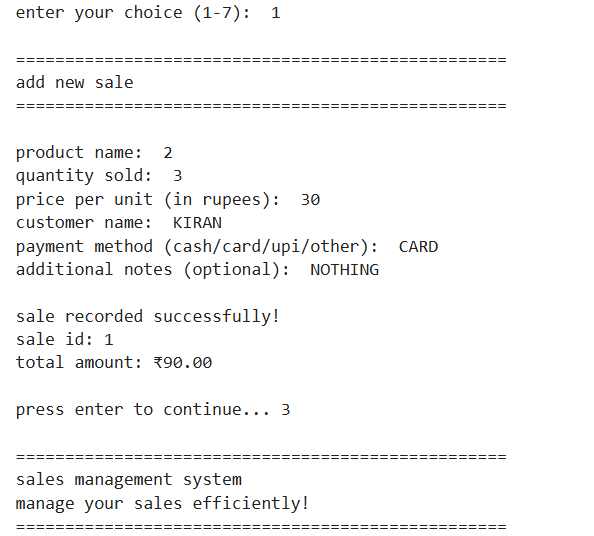 enter your choice (1-7):  1
==================================================
add new sale
==================================================
product name:  2
quantity sold:  3
price per unit (in rupees):  30
customer name:  KIRAN
payment method (cash/card/upi/other):  CARD
additional notes (optional):  NOTHING
sale recorded successfully!
sale id: 1
total amount: ₹90.00
press enter to continue... 3
==================================================
sales management system
manage your sales efficiently!
==================================================